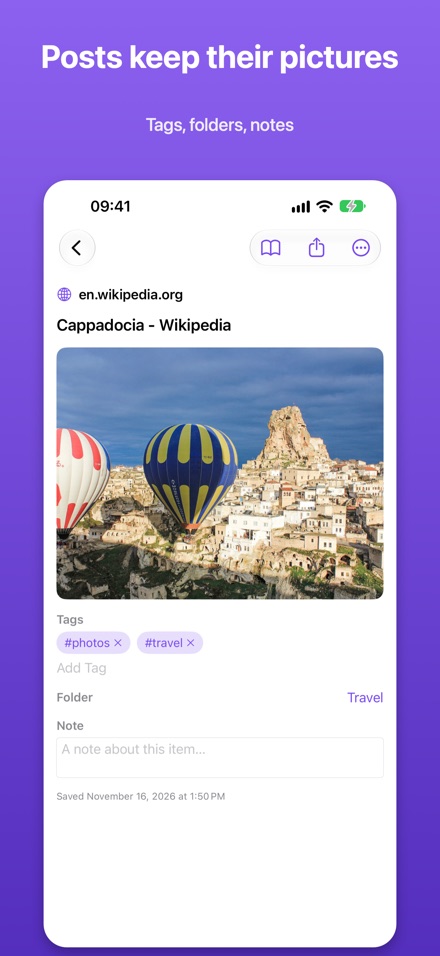 Posts keep their pictures
Tags, folders, notes
09:41
en.wikipedia.org
Cappadocia - Wikipedia
Tags
#photos ×
#travel ×
Add Tag
Folder
Travel
Note
A note about this item...
Saved November 16, 2026 at 1:50 PM